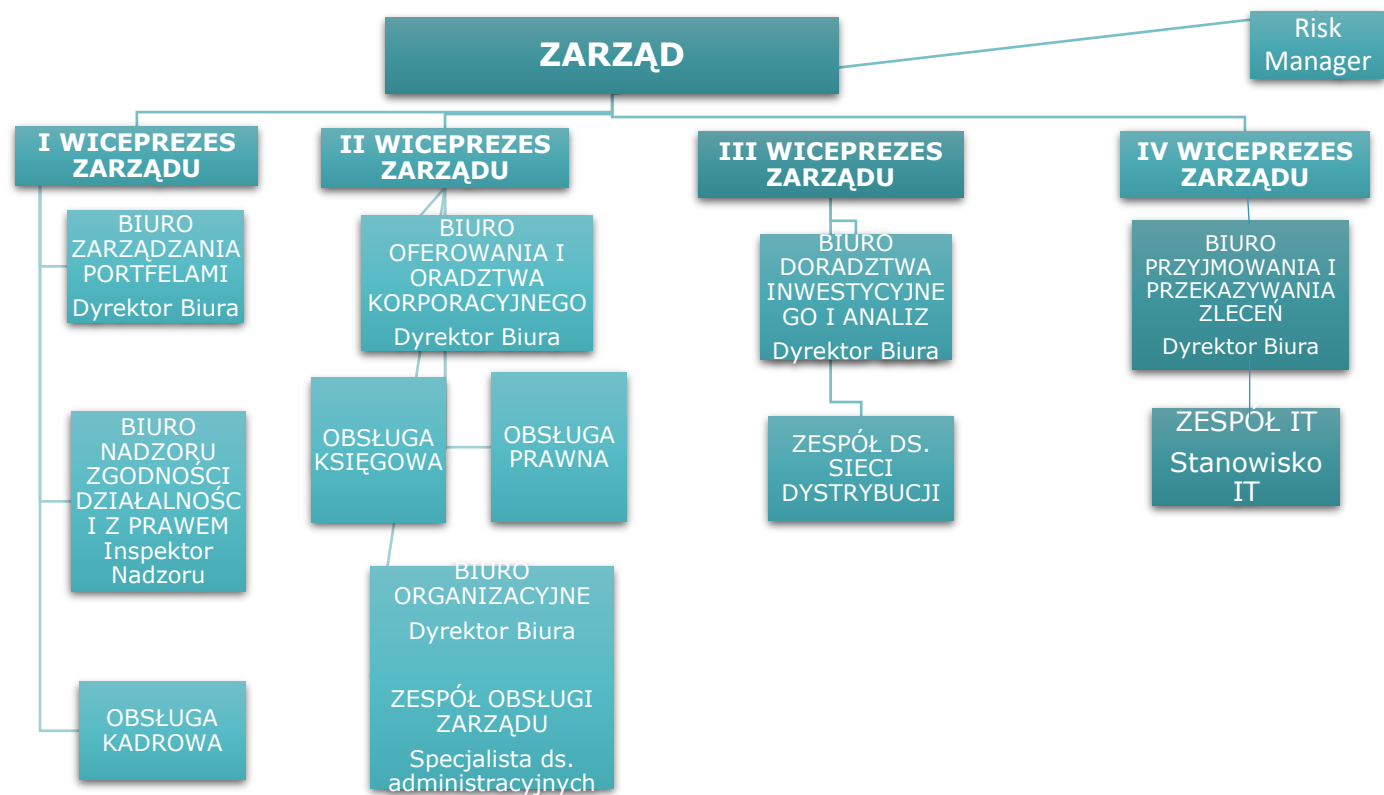 ZARZĄD
Risk
Manager
I WICEPREZES
ZARZĄDU
II WICEPREZES
ZARZĄDU
III WICEPREZES
ZARZĄDU
IV WICEPREZES
ZARZĄDU
BIURO
ZARZĄDZANIA
PORTFELAMI
Dyrektor Biura
BIURO
NADZORU
ZGODNOŚCI
DZIAŁALNOŚC
I Z PRAWEM
Inspektor
Nadzoru
OBSŁUGA
KADROWA
BIURO
OFEROWANIA I
ORADZTWA
KORPORACYJNEGO
Dyrektor Biura
OBSŁUGA
KSIĘGOWA
OBSŁUGA
PRAWNA
BIURO
ORGANIZACYJNE
Dyrektor Biura
ZESPÓŁ OBSŁUGI
ZARZĄDU
Specjalista ds.
administracyjnych
BIURO
DORADZTWA
INWESTYCYJNE
GO I ANALIZ
Dyrektor Biura
ZESPÓŁ DS.
SIECI
DYSTRYBUCJI
BIURO
PRZYJMOWANIA I
PRZEKAZYWANIA
ZLECEŃ
Dyrektor Biura
ZESPÓŁ IT
Stanowisko
IT